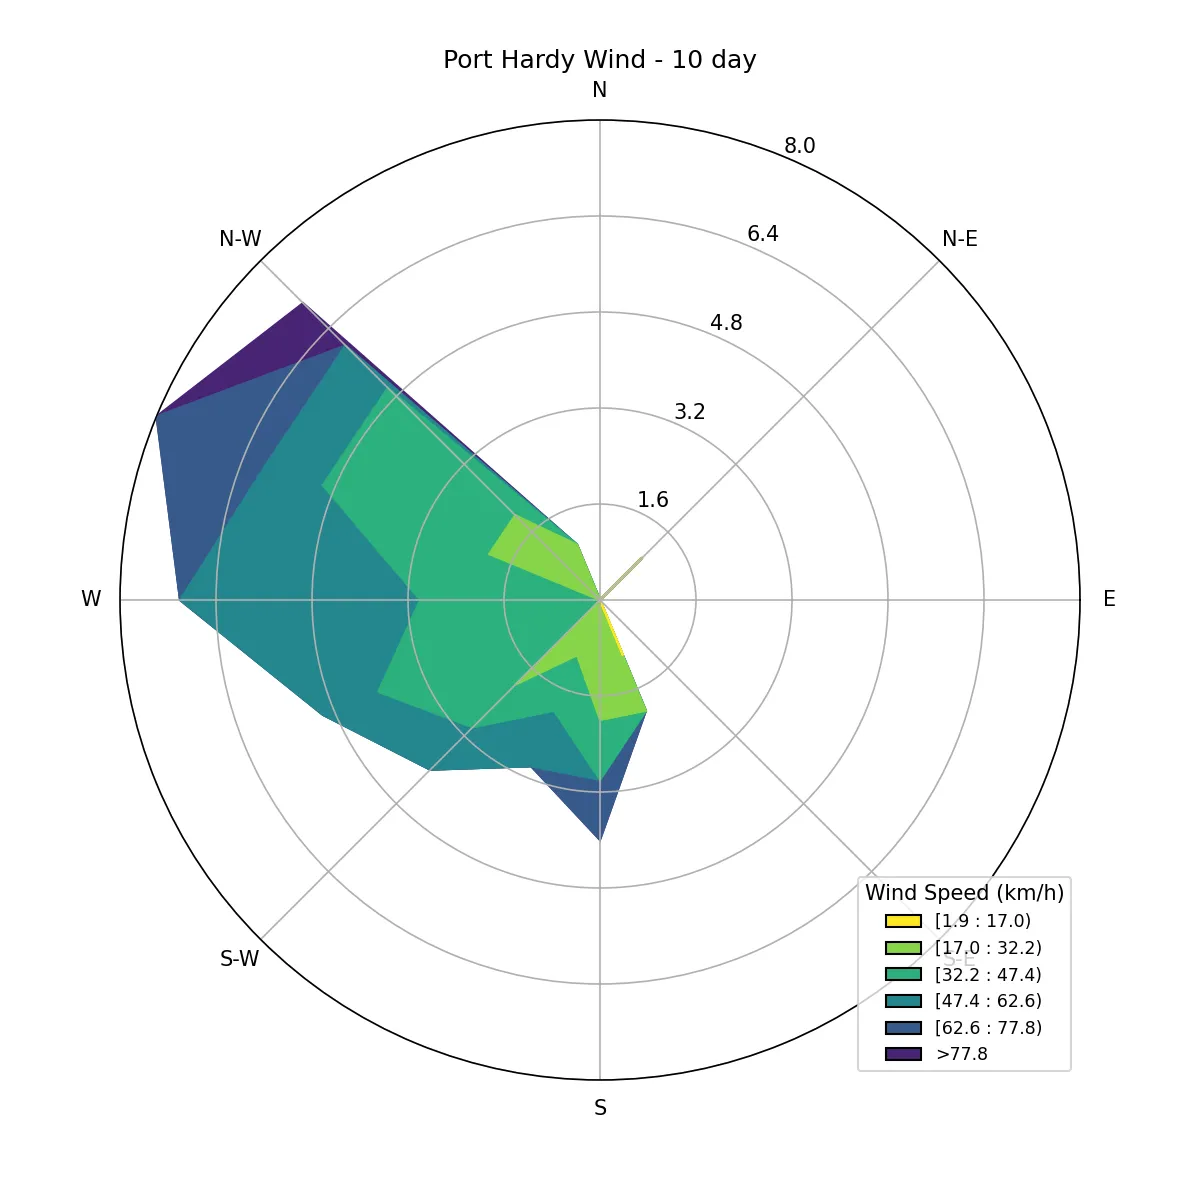 Port Hardy Wind - 10 day
N
8.0
N-W
6.4
N-E
4.8
3.2
1.6
W
E
Wind Speed (km/h)
[1.9 : 17.0)
[17.0 : 32.2)
S-W
S-E
[32.2 : 47.4)
[47.4 : 62.6)
[62.6 : 77.8)
>77.8
S